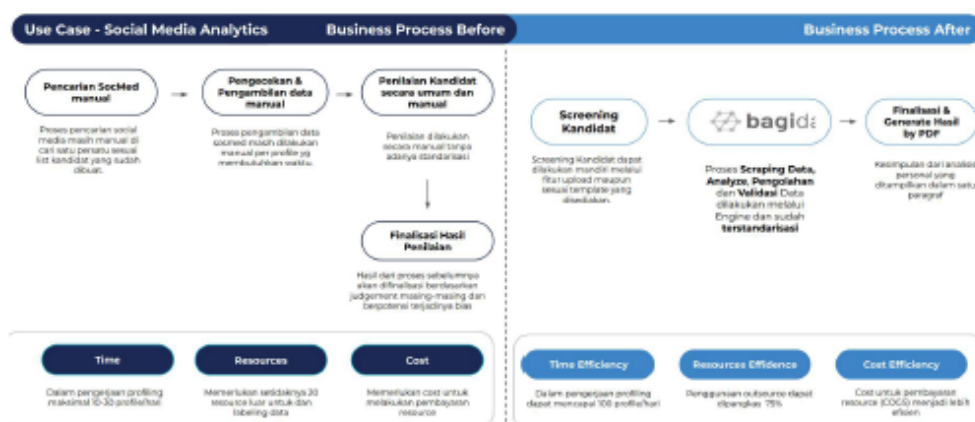 Use Case - Social Media Analytics
Business Process Before
Business Process After
Pencarian SocMed
manual
Proses pencarian social
media masih manual di
cari satu persatu sesuai
list kandidat yang sudah
dibuat.
Pengecekan &
Pengambilan data
manual
Proses pengambilan data
sosmed masih dilakukan
manual per profile yg
membutuhkan waktu.
Penilaian Kandidat
secara umum dan
manual
Penilaian dilakukan
secara manual tanpa
adanya standarisasi
Finalisasi Hasil
Penilaian
Hasil dari proses sebelumnya
akan difinalisasi berdasarkan
judgement masing-masing dan
berpotensi terjadinya bias
Screening
Kandidat
Screening Kandidat dapat
dilakukan mandiri melalui
fitur upload maupun
sesuai template yang
disediakan.
bagida
Proses Scraping Data,
Analyze, Pengolahan
dan Validasi Data
dilakukan melalui
Engine dan sudah
terstandarisasi
Finalisasi &
Generate Hasil
by PDF
Kesimpulan dari analisis
personal yang
ditampilkan dalam satu
paragraf
Time
Dalam pengerjaan profiling
maksimal 10-30 profile/hari
Resources
Memerlukan setidaknya 20
resource luar untuk dan
labeling data
Cost
Memerlukan cost untuk
melakukan pembayaran
resource
Time Efficiency
Dalam pengerjaan profiling
dapat mencapai 100 profile/hari
Resources Effidence
Penggunaan outsource dapat
dipangkas 75%
Cost Efficiency
Cost untuk pembayaran
resource (COGS) menjadi lebih
efisien